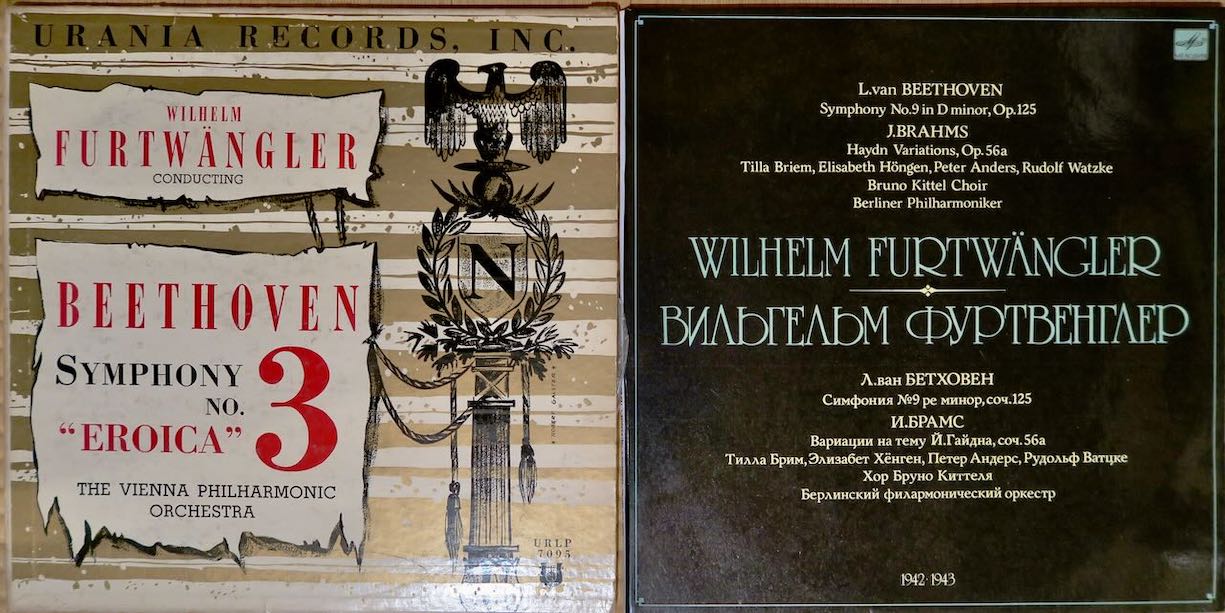 URANIA RECORDS, INC.
WILHELM
FURTWÄNGLER
CONDUCTING
N
BEETHOVEN
SYMPHONY
NO.
3
"EROICA"
THE VIENNA PHILHARMONIC
ORCHESTRA
URLP
7095
L.van BEETHOVEN
Symphony No.9 in D minor, Op.125
J.BRAHMS
Haydn Variations, Op.56a
Tilla Briem, Elisabeth Höngen, Peter Anders, Rudolf Watzke
Bruno Kittel Choir
Berliner Philharmoniker
WILHELM FURTWÄNGLER
ВИЛЬГЕЛЬМ ФУРТВЕНГЛЕР
Л.ван БЕТХОВЕН
Симфония №9 ре минор, соч.125
И.БРАМС
Вариации на тему Й.Гайдна, соч.56а
Тилла Брим, Элизабет Хёнген, Петер Андерс, Рудольф Ватцке
Хор Бруно Киттеля
Берлинский филармонический оркестр
1942·1943